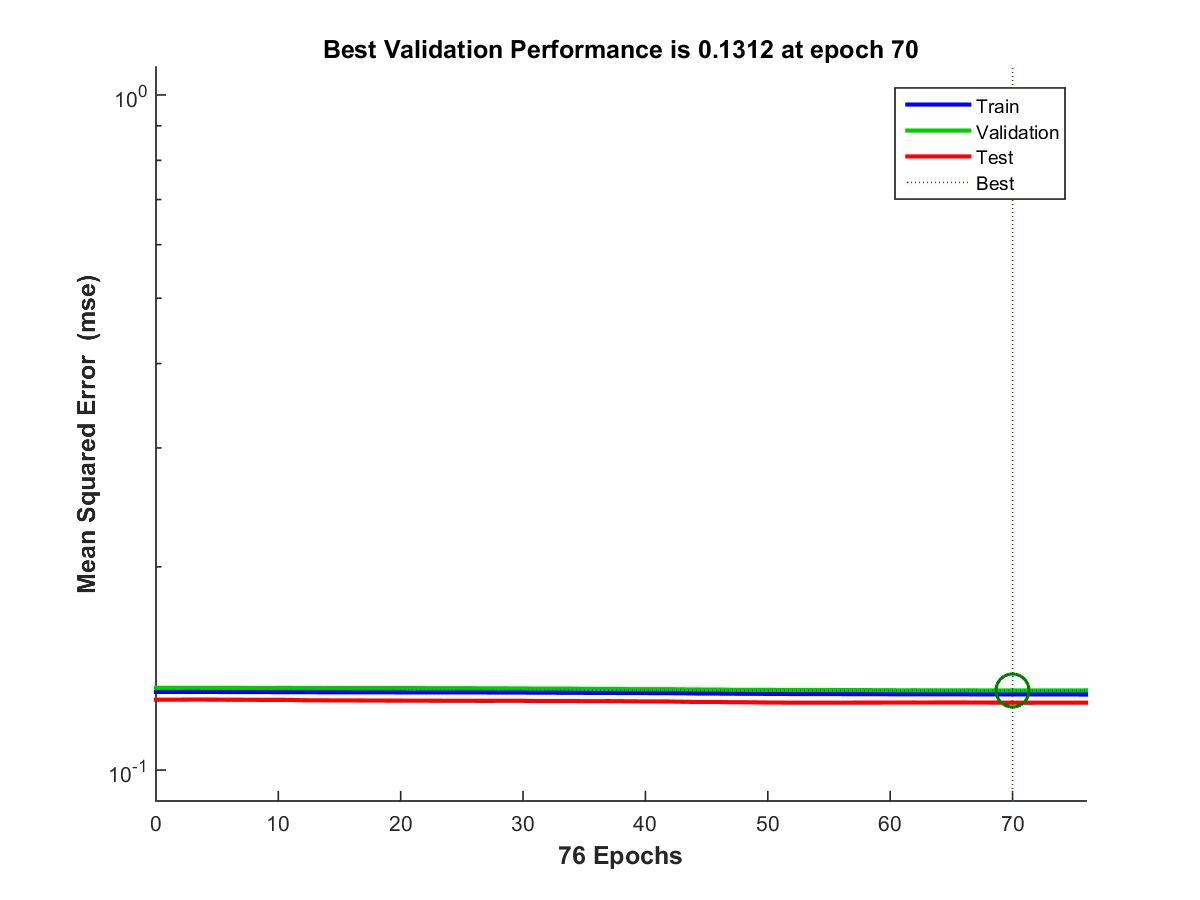 Best Validation Performance is 0.1312 at epoch 70
10^0
10^-1
Mean Squared Error (mse)
Train
Validation
Test
Best
0 10 20 30 40 50 60 70
76 Epochs